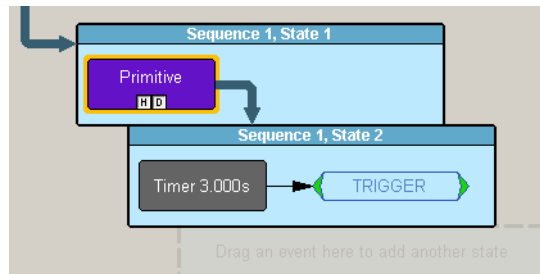 Sequence 1, State 1
Primitive
H D
Sequence 1, State 2
Timer 3.000s
TRIGGER
Drag an event here to add another state